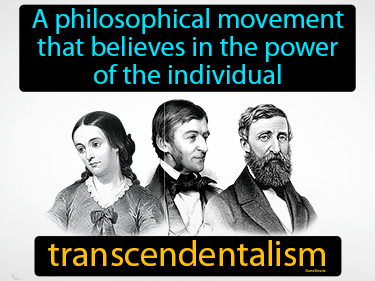 A philosophical movement
that believes in the power
of the individual
transcendentalism